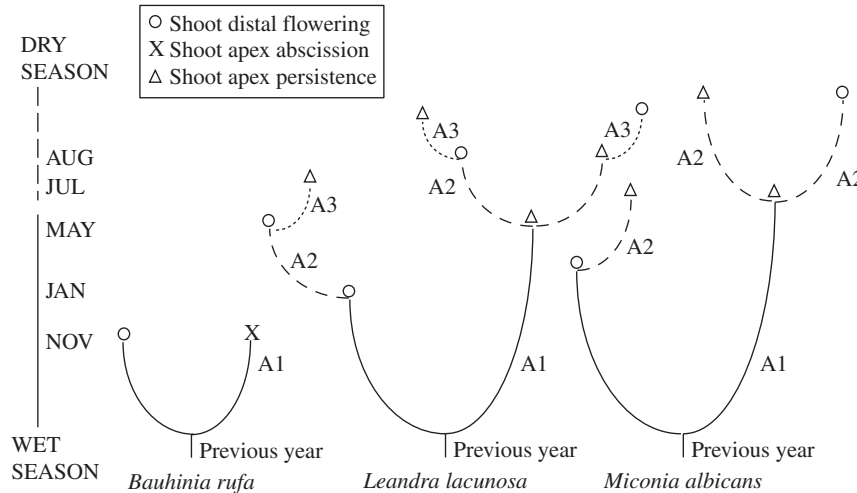 Shoot distal flowering
X Shoot apex abscission
Shoot apex persistence
DRY
SEASON
AUG
JUL
MAY
JAN
NOV
WET
SEASON
X
A1
A2
A3
A3
A2
A3
A1
A2
A2
A2
A1
Previous year
Previous year
Previous year
Bauhinia rufa
Leandra lacunosa
Miconia albicans